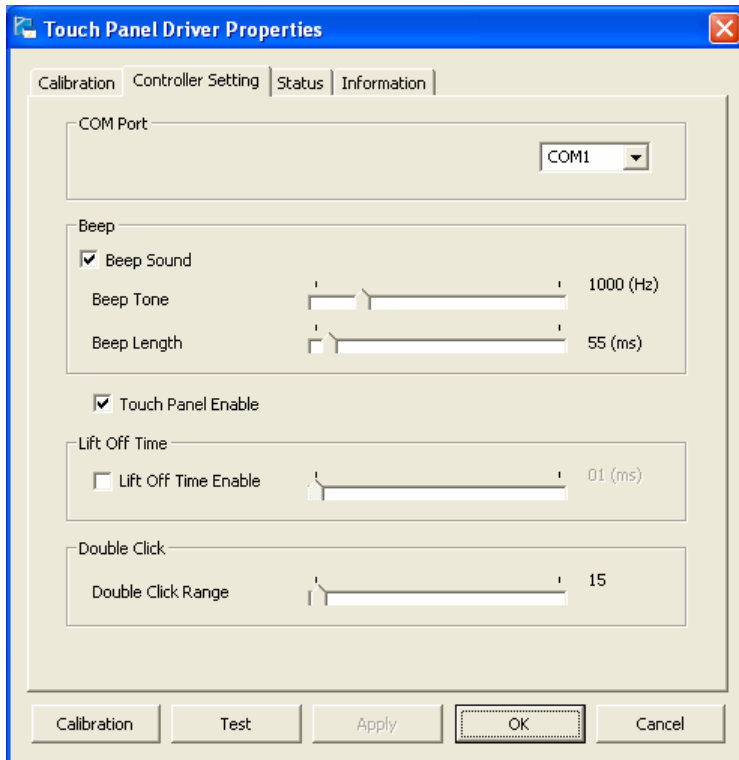 Touch Panel Driver Properties
Calibration Controller Setting Status Information
COM Port
COM1
Beep
Beep Sound
Beep Tone 1000 (Hz)
Beep Length 55 (ms)
Touch Panel Enable
Lift Off Time
Lift Off Time Enable 01 (ms)
Double Click
Double Click Range 15
Calibration Test Apply OK Cancel